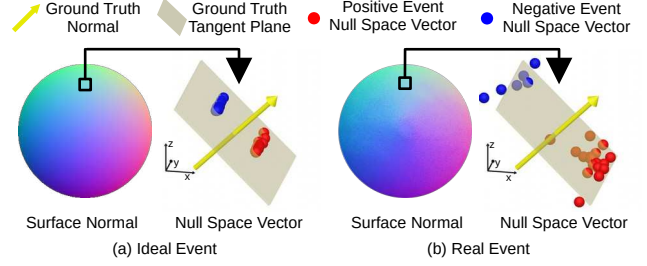 Ground Truth
Normal
Ground Truth
Tangent Plane
Positive Event
Null Space Vector
Negative Event
Null Space Vector
z
y
x
z
y
x
Surface Normal
Null Space Vector
Surface Normal
Null Space Vector
(a) Ideal Event
(b) Real Event